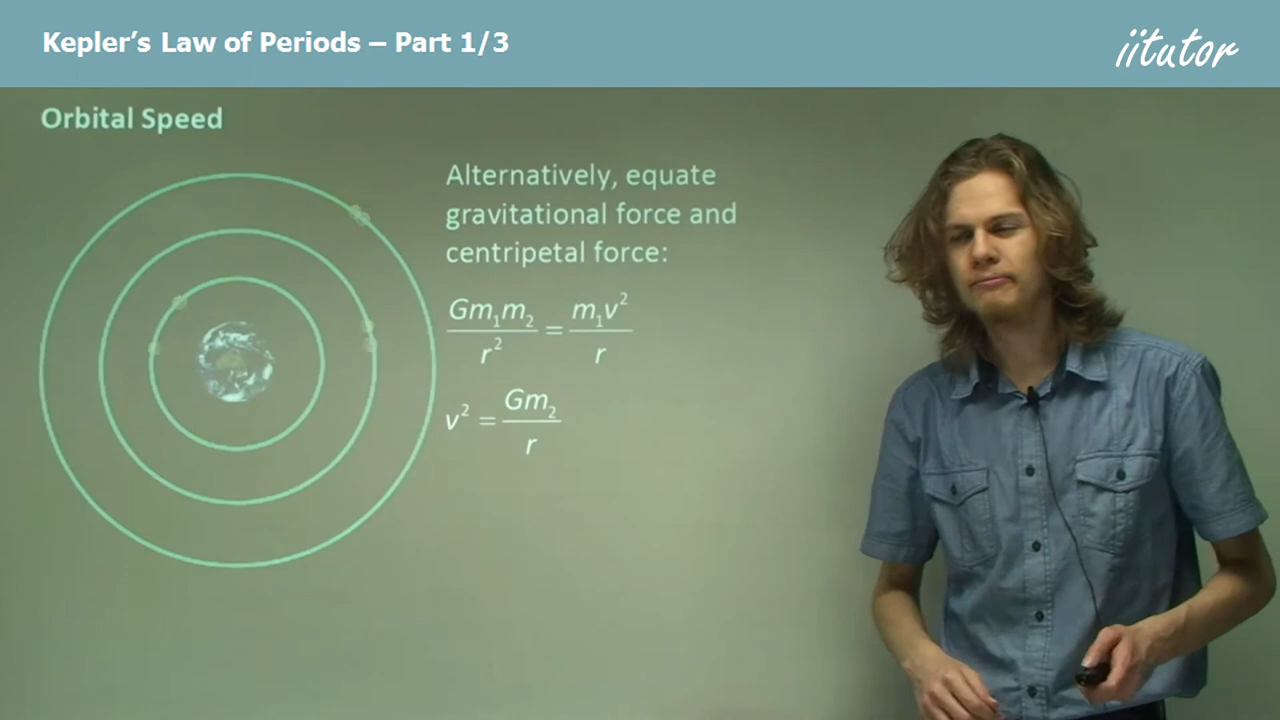 Kepler's Law of Periods – Part 1/3
iitutor
Orbital Speed
Alternatively, equate
gravitational force and
centripetal force:
Gm₁m₂/r² = m₁v²/r
v² = Gm₂/r